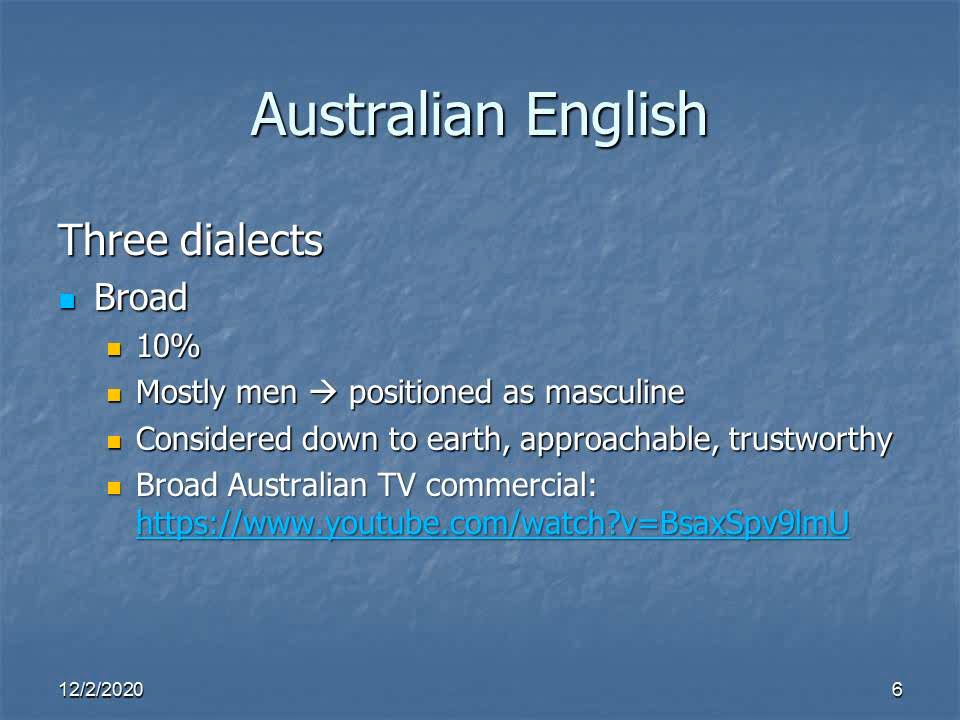 Australian English
Three dialects
Broad
10%
Mostly men → positioned as masculine
Considered down to earth, approachable, trustworthy
Broad Australian TV commercial:
https://www.youtube.com/watch?v=BsaxSpv9lmU
12/2/2020
6